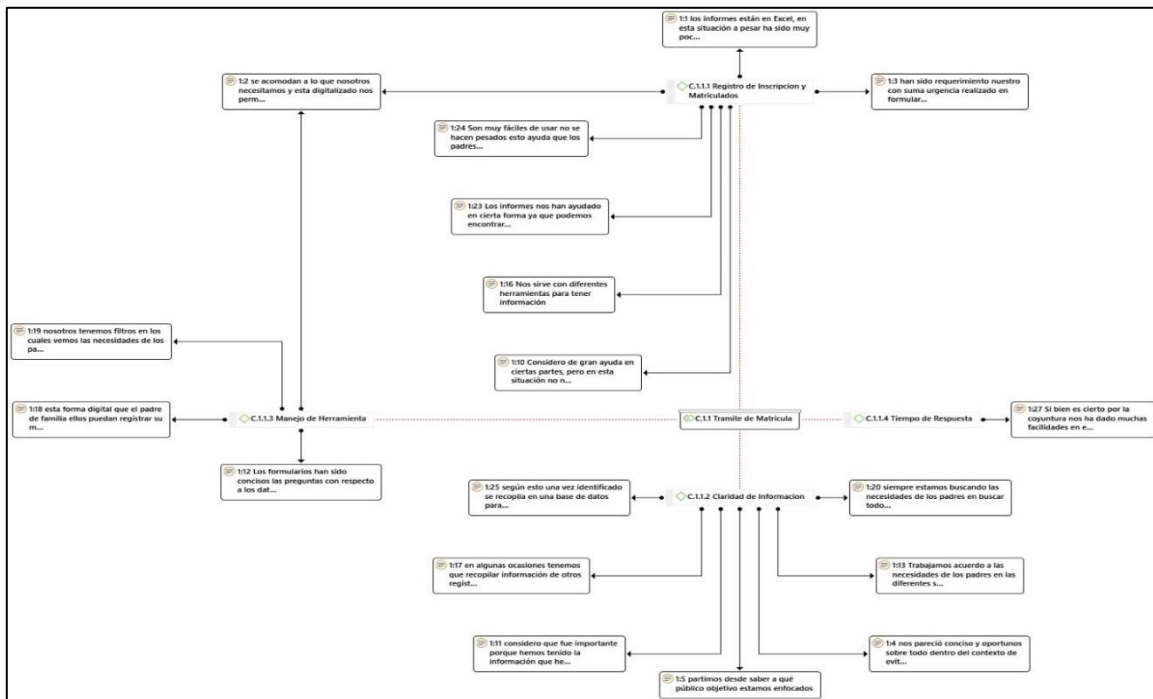 1:1 los informes están en Excel, en
esta situación a pesar ha sido muy
poc...
1:2 se acomodan a lo que nosotros
necesitamos y esta digitalizado nos
perm...
C.1.1.1 Registro de Inscripcion y
Matriculados
1:3 han sido requerimiento nuestro
con suma urgencia realizado en
formular...
1:24 Son muy fáciles de usar no se
hacen pesados esto ayuda que los
padres...
1:23 Los informes nos han ayudado
en cierta forma ya que podemos
encontrar...
1:16 Nos sirve con diferentes
herramientas para tener
información
1:19 nosotros tenemos filtros en los
cuales vemos las necesidades de los
pa...
1:10 Considero de gran ayuda en
ciertas partes, pero en esta
situación no n...
1:18 esta forma digital que el padre
de familia ellos puedan registrar su
m...
C.1.1.3 Manejo de Herramienta
C.1.1 Tramite de Matricula
C.1.1.4 Tiempo de Respuesta
1:27 Si bien es cierto por la
coyuntura nos ha dado muchas
facilidades en e...
1:12 Los formularios han sido
concisos las preguntas con respecto
a los dat...
1:25 según esto una vez identificado
se recopila en una base de datos
para...
C.1.1.2 Claridad de Informacion
1:20 siempre estamos buscando las
necesidades de los padres en buscar
todo...
1:17 en algunas ocasiones tenemos
que recopilar información de otros
regist...
1:13 Trabajamos acuerdo a las
necesidades de los padres en las
diferentes s...
1:11 considero que fue importante
porque hemos tenido la
información que he...
1:4 nos pareció conciso y oportunos
sobre todo dentro del contexto de
evit...
1:5 partimos desde saber a qué
público objetivo estamos enfocados